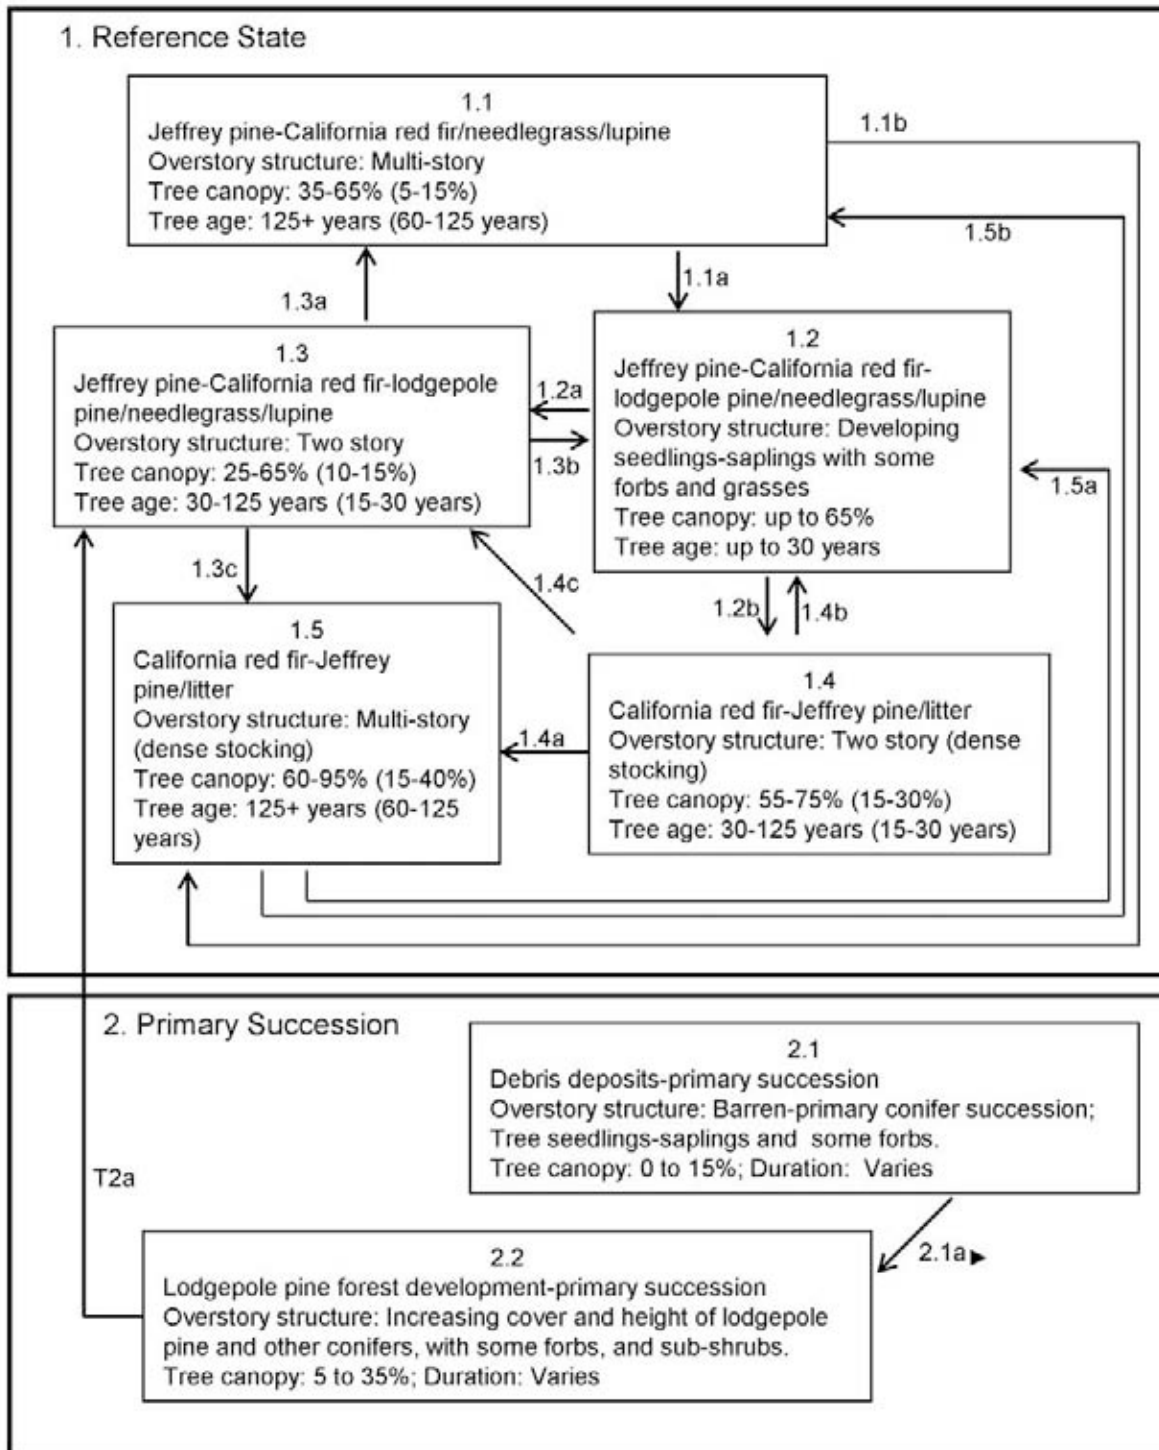 1. Reference State
1.1
Jeffrey pine-California red fir/needlegrass/lupine
Overstory structure: Multi-story
Tree canopy: 35-65% (5-15%)
Tree age: 125+ years (60-125 years)
1.1b
1.5b
1.1a
1.3a
1.3
Jeffrey pine-California red fir-lodgepole
pine/needlegrass/lupine
Overstory structure: Two story
Tree canopy: 25-65% (10-15%)
Tree age: 30-125 years (15-30 years)
1.2a
1.3b
1.2
Jeffrey pine-California red fir-
lodgepole pine/needlegrass/lupine
Overstory structure: Developing
seedlings-saplings with some
forbs and grasses
Tree canopy: up to 65%
Tree age: up to 30 years
1.5a
1.3c
1.4c
1.2b
1.4b
1.5
California red fir-Jeffrey
pine/litter
Overstory structure: Multi-story
(dense stocking)
Tree canopy: 60-95% (15-40%)
Tree age: 125+ years (60-125
years)
1.4a
1.4
California red fir-Jeffrey pine/litter
Overstory structure: Two story (dense
stocking)
Tree canopy: 55-75% (15-30%)
Tree age: 30-125 years (15-30 years)
2. Primary Succession
2.1
Debris deposits-primary succession
Overstory structure: Barren-primary conifer succession;
Tree seedlings-saplings and some forbs.
Tree canopy: 0 to 15%; Duration: Varies
T2a
2.1a
2.2
Lodgepole pine forest development-primary succession
Overstory structure: Increasing cover and height of lodgepole
pine and other conifers, with some forbs, and sub-shrubs.
Tree canopy: 5 to 35%; Duration: Varies